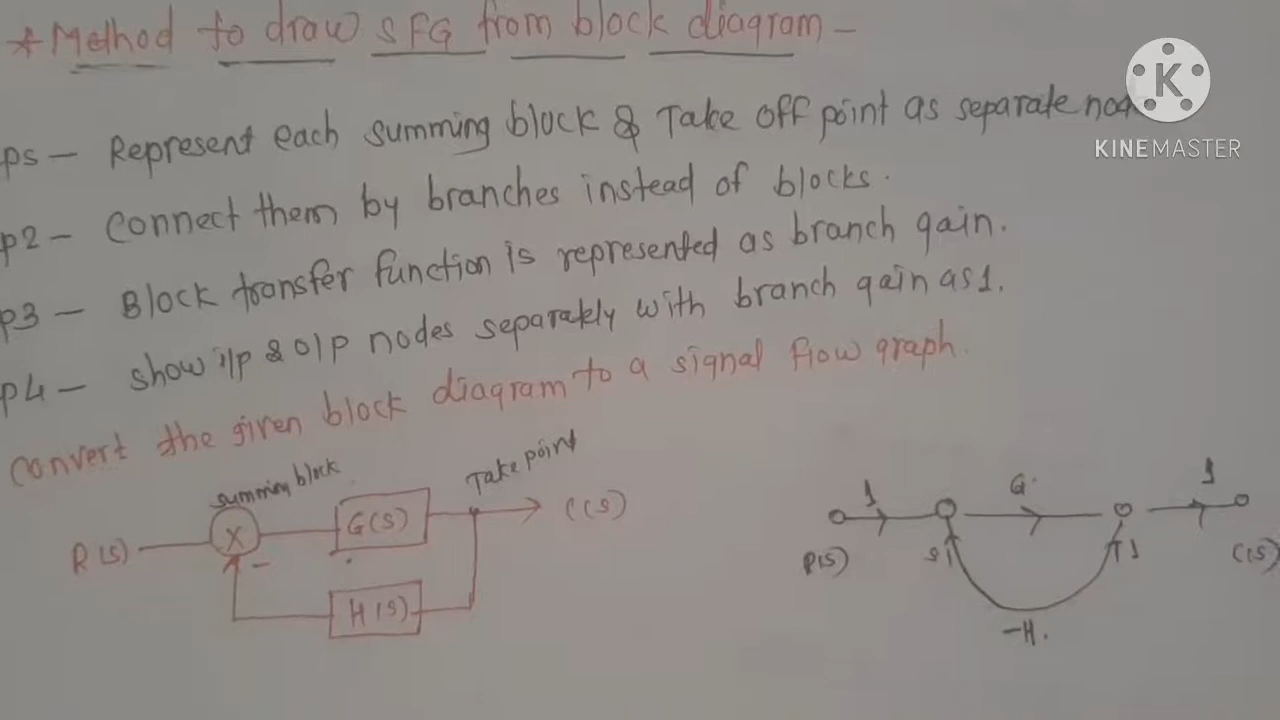 * Method to draw SFG from block diagram -
ps - Represent each summing block & Take off point as separate
p2 - Connect them by branches instead of blocks.
p3 - Block transfer function is represented as branch gain.
p4 - show i/p & o/p nodes separately with branch gain as 1.
Convert the given block diagram to a signal flow graph.
summing block
Take point
R(s)
X
G(S)
C(S)
-
H(S)
1
G
1
R(S)
S1
T1
C(S)
-H.
K
KINEMASTER